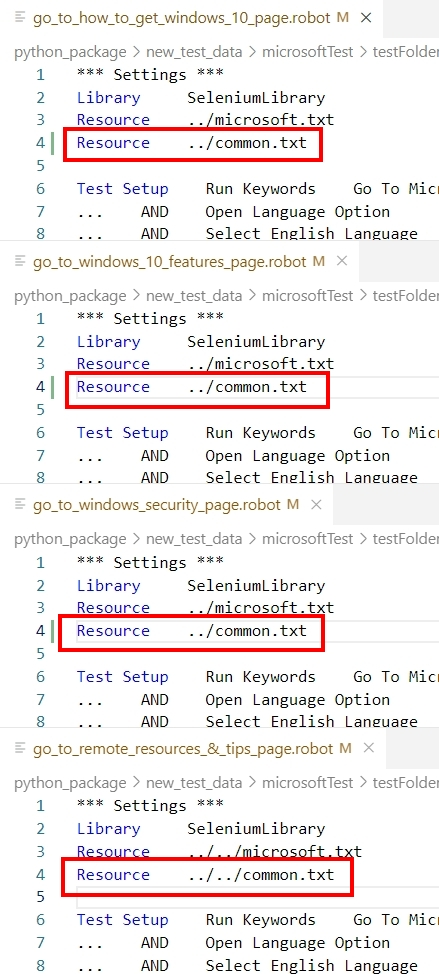 go_to_how_to_get_windows_10_page.robot M ×
python_package > new_test_data > microsoftTest > testFolder
1 *** Settings ***
2 Library SeleniumLibrary
3 Resource ../microsoft.txt
4 Resource ../common.txt
5
6 Test Setup Run Keywords Go To Mic
7 ... AND Open Language Option
8 ... AND Select English Language
go_to_windows_10_features_page.robot M ×
python_package > new_test_data > microsoftTest > testFolder
1 *** Settings ***
2 Library SeleniumLibrary
3 Resource ../microsoft.txt
4 Resource ../common.txt
5
6 Test Setup Run Keywords Go To Mic
7 ... AND Open Language Option
8 ... AND Select English Language
go_to_windows_security_page.robot M ×
python_package > new_test_data > microsoftTest > testFolder
1 *** Settings ***
2 Library SeleniumLibrary
3 Resource ../microsoft.txt
4 Resource ../common.txt
5
6 Test Setup Run Keywords Go To Mic
7 ... AND Open Language Option
8 ... AND Select English Language
go_to_remote_resources_&_tips_page.robot M ×
python_package > new_test_data > microsoftTest > testFolder
1 *** Settings ***
2 Library SeleniumLibrary
3 Resource ../../microsoft.txt
4 Resource ../../common.txt
5
6 Test Setup Run Keywords Go To Mic
7 ... AND Open Language Option
8 ... AND Select English Language